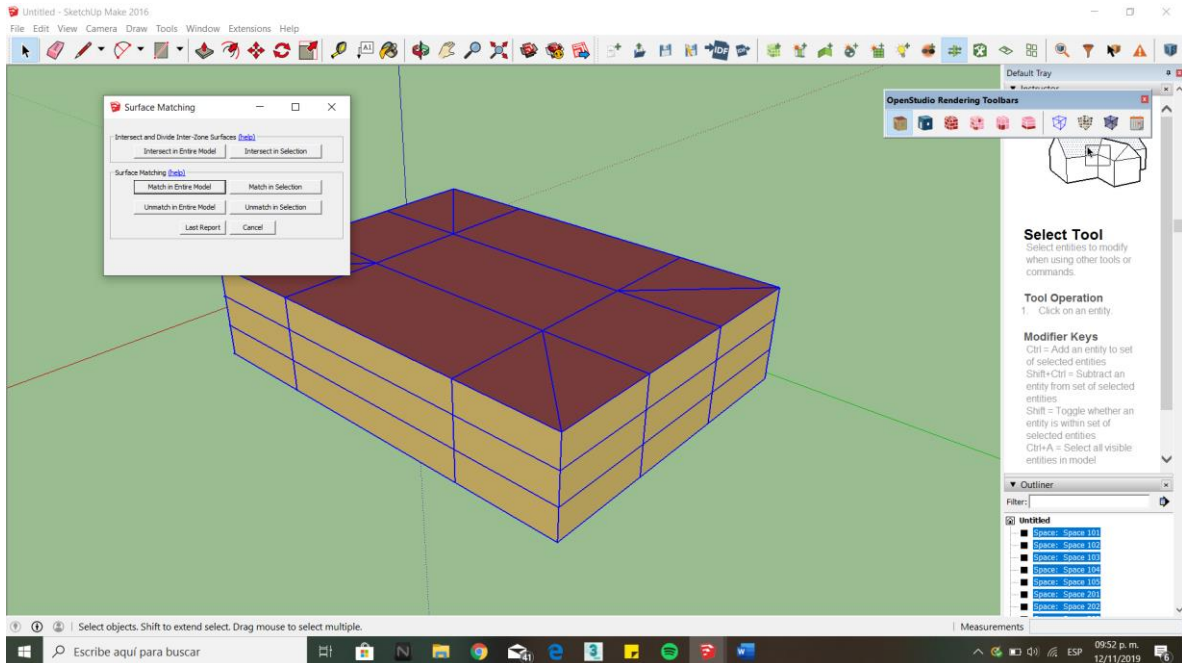 Untitled - SketchUp Make 2016
File Edit View Camera Draw Tools Window Extensions Help
A1
IDF
Default Tray
Instructor
OpenStudio Rendering Toolbars
Surface Matching
Intersect and Divide Inter-Zone Surfaces (help)
Intersect in Entire Model Intersect in Selection
Surface Matching (help)
Match in Entire Model Match in Selection
Unmatch in Entire Model Unmatch in Selection
Last Report Cancel
Select Tool
Select entities to modify
when using other tools or
commands.
Tool Operation
1. Click on an entity.
Modifier Keys
Ctrl = Add an entity to set
of selected entities
Shift+Ctrl = Subtract an
entity from set of selected
entities
Shift = Toggle whether an
entity is within set of
selected entities
Ctrl+A = Select all visible
entities in model
Outliner
Filter:
Untitled
Space: Space 101
Space: Space 102
Space: Space 103
Space: Space 104
Space: Space 105
Space: Space 201
Space: Space 202
Select objects. Shift to extend select. Drag mouse to select multiple.
Measurements
Escribe aquí para buscar
41
ESP
09:52 p. m.
12/11/2019
6